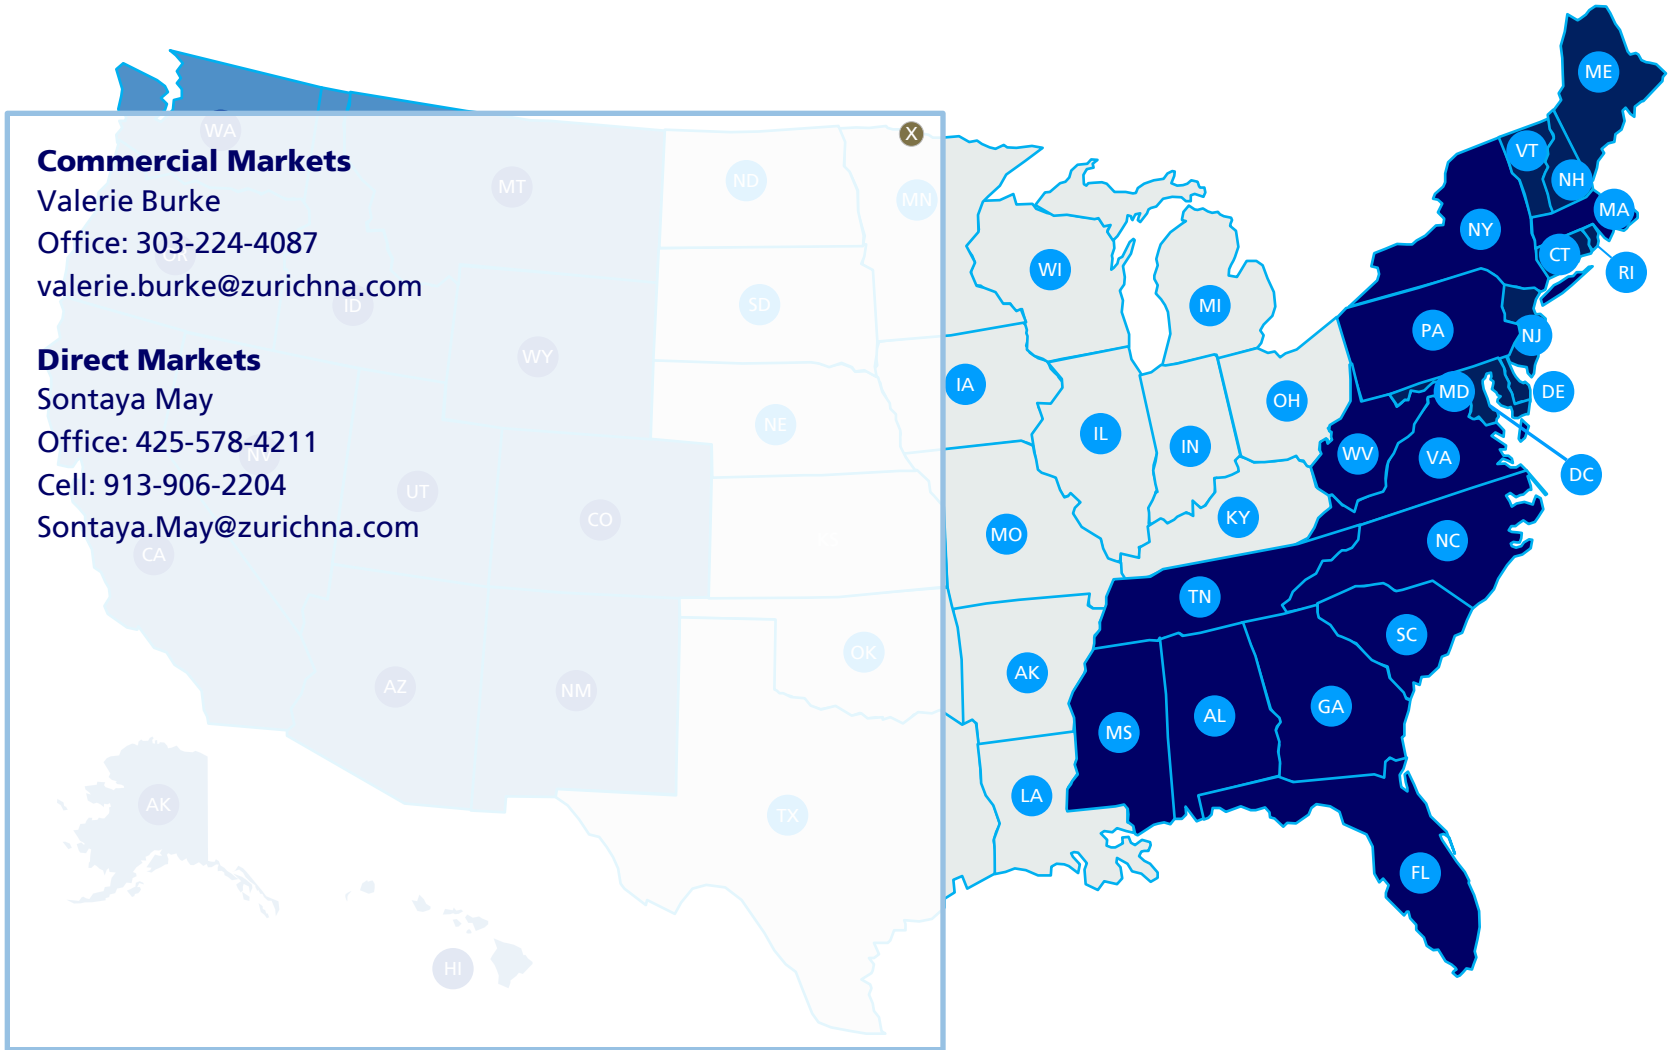 Commercial Markets
Valerie Burke
Office: 303-224-4087
valerie.burke@zurichna.com
Direct Markets
Sontaya May
Office: 425-578-4211
Cell: 913-906-2204
Sontaya.May@zurichna.com
X
WA
MT
ND
MN
OR
ID
SD
WY
NE
NV
UT
CO
CA
OK
AZ
NM
TX
AK
HI
ME
VT
NH
MA
NY
CT
RI
WI
MI
PA
NJ
IA
OH
MD
DE
IL
IN
WV
VA
DC
MO
KY
NC
TN
SC
AK
MS
AL
GA
LA
FL